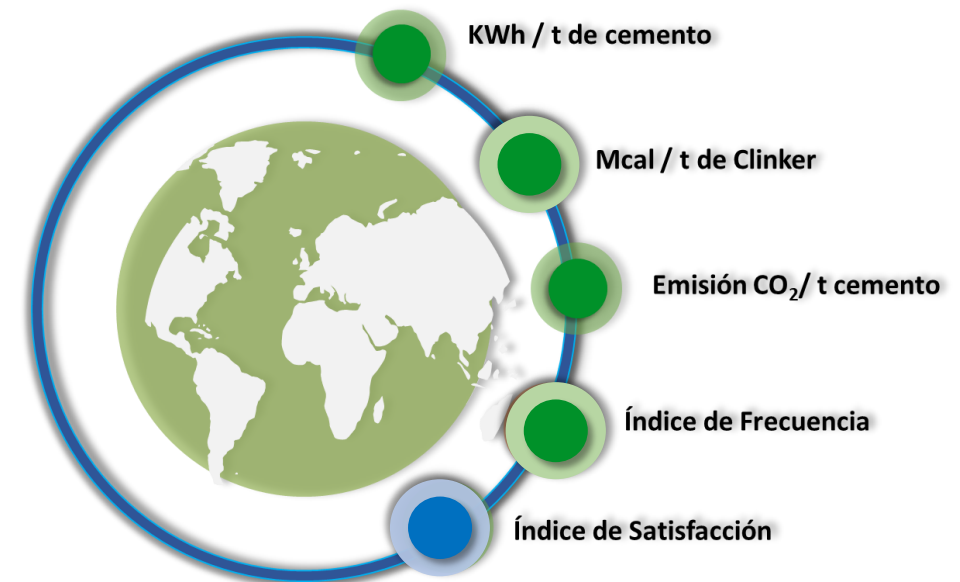 KWh / t de cemento
Mcal / t de Clinker
Emisión CO₂/ t cemento
Índice de Frecuencia
Índice de Satisfacción